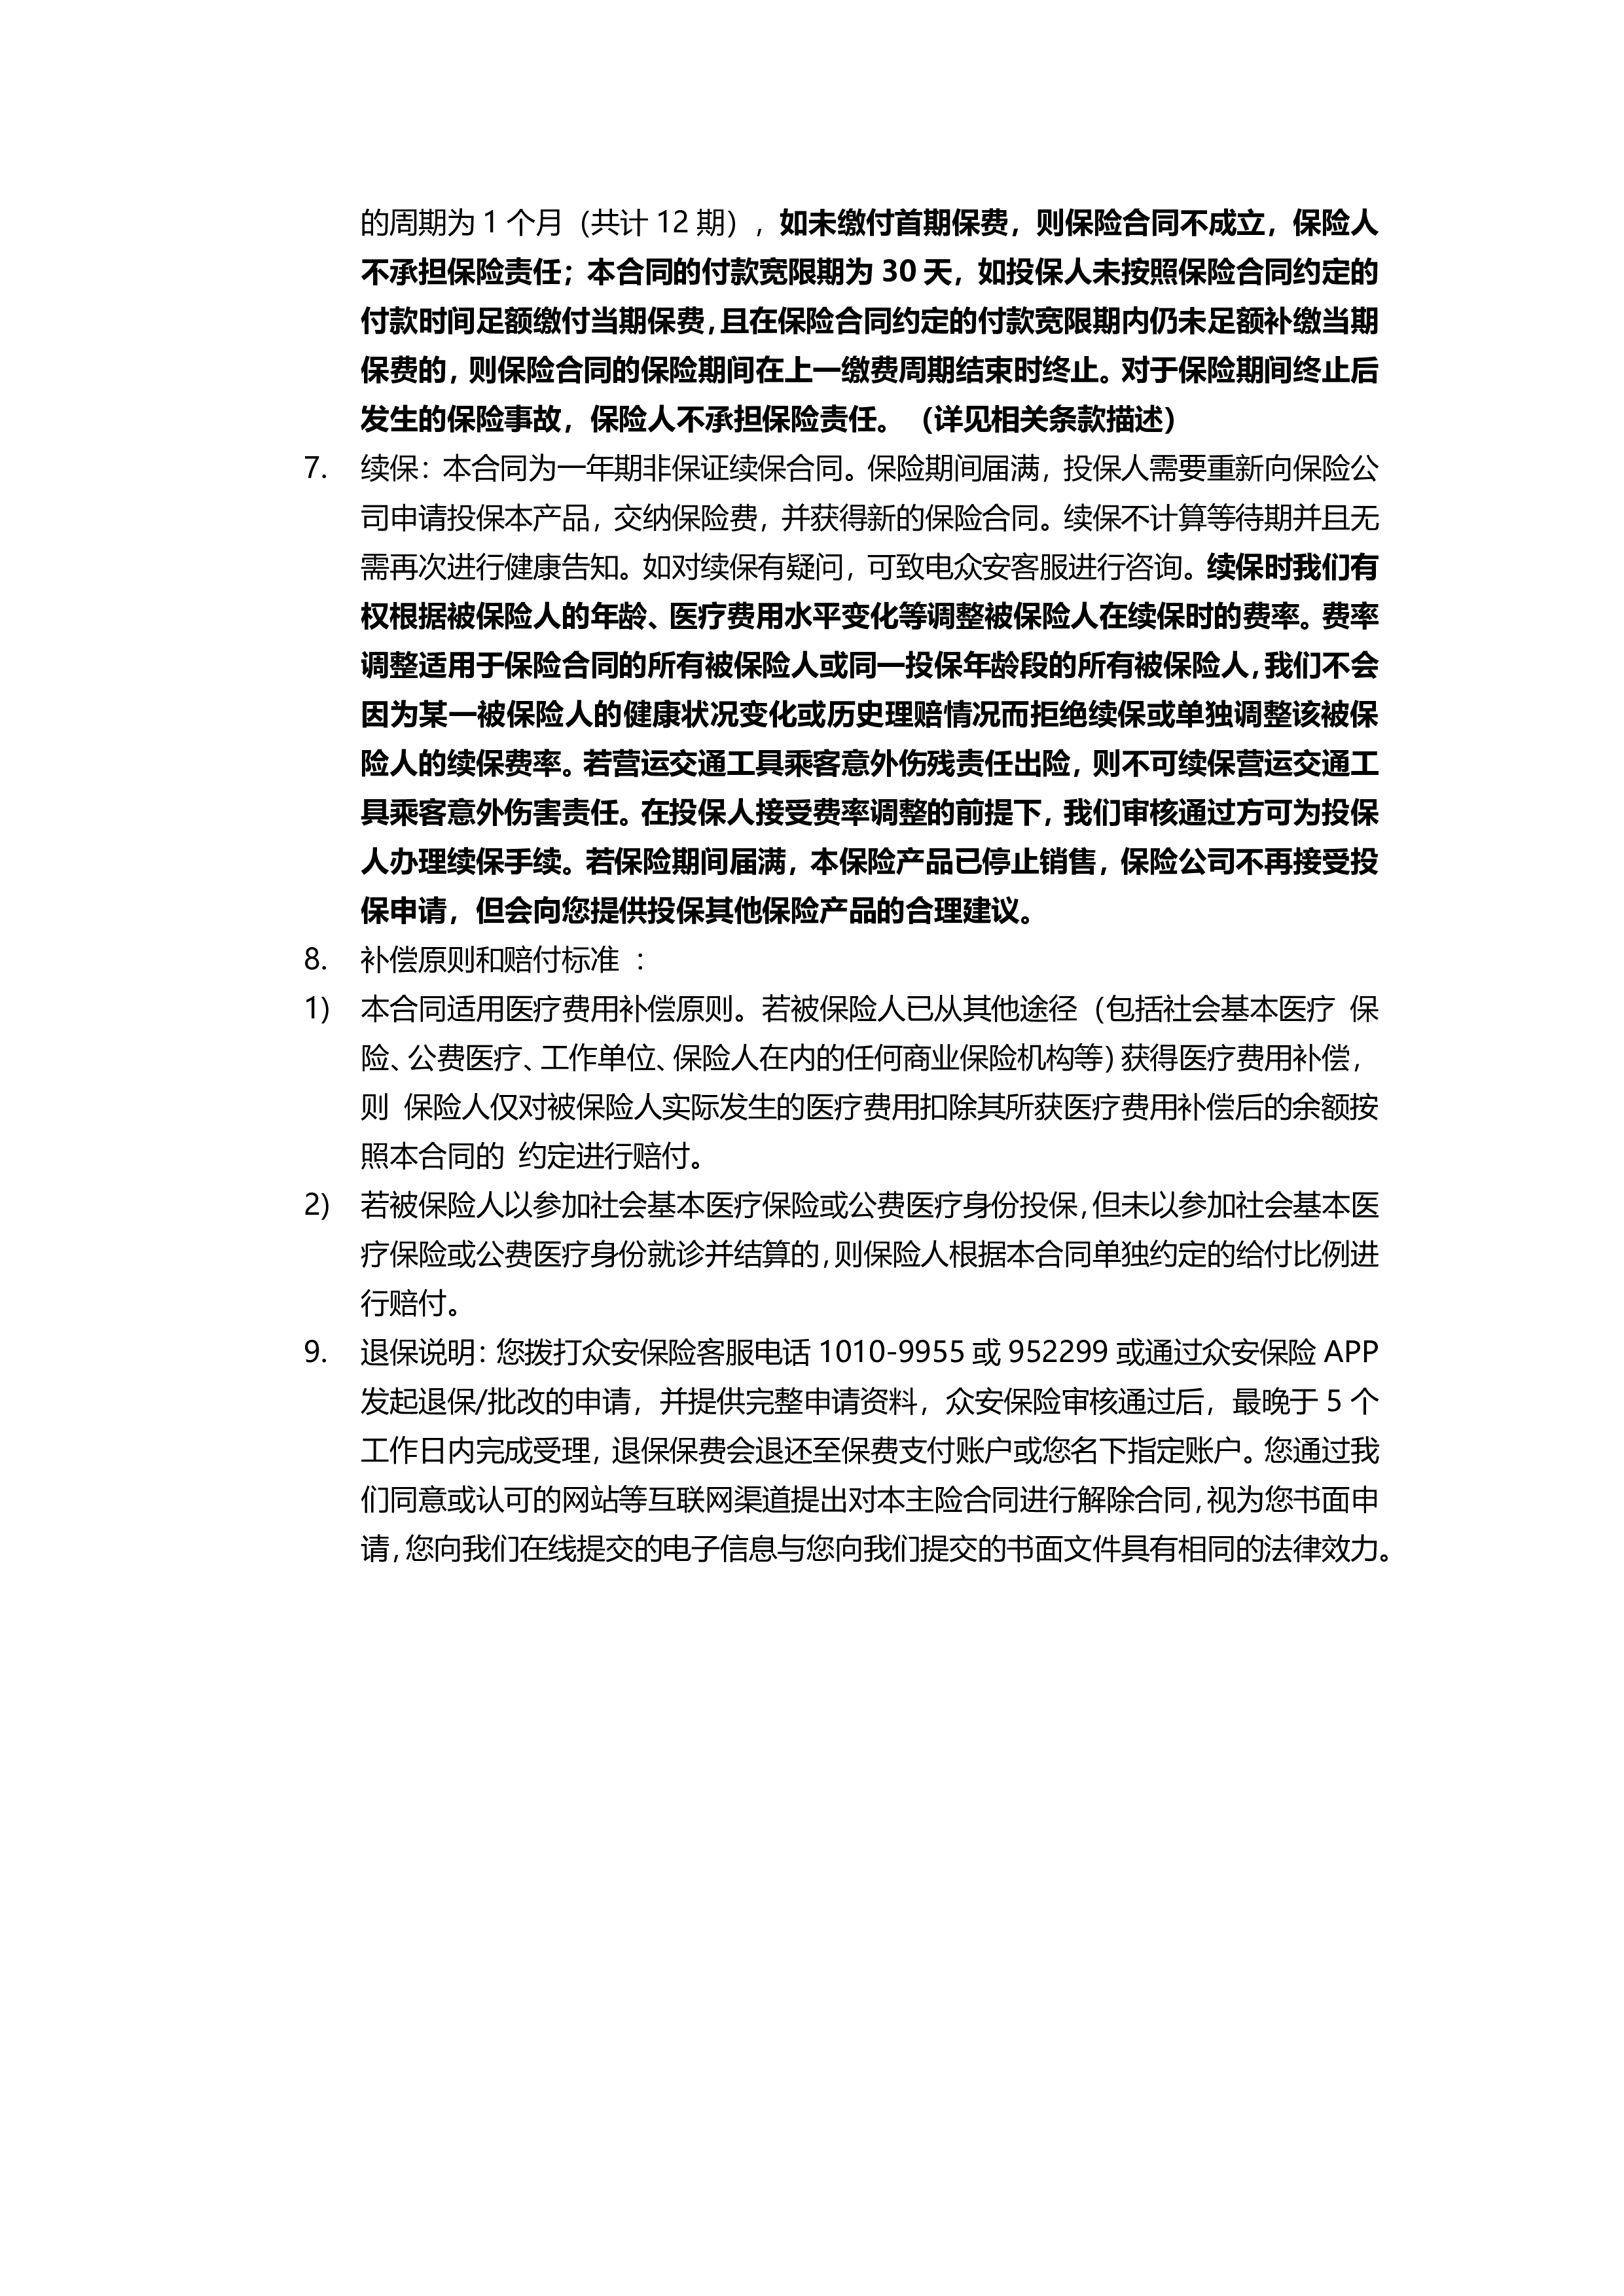 的周期为 1 个月（共计 12 期），如未缴付首期保费，则保险合同不成立，保险人
不承担保险责任；本合同的付款宽限期为 30 天，如投保人未按照保险合同约定的
付款时间足额缴付当期保费，且在保险合同约定的付款宽限期内仍未足额补缴当期
保费的，则保险合同的保险期间在上一缴费周期结束时终止。对于保险期间终止后
发生的保险事故，保险人不承担保险责任。（详见相关条款描述）
7. 续保：本合同为一年期非保证续保合同。保险期间届满，投保人需要重新向保险公
司申请投保本产品，交纳保险费，并获得新的保险合同。续保不计算等待期并且无
需再次进行健康告知。如对续保有疑问，可致电众安客服进行咨询。续保时我们有
权根据被保险人的年龄、医疗费用水平变化等调整被保险人在续保时的费率。费率
调整适用于保险合同的所有被保险人或同一投保年龄段的所有被保险人，我们不会
因为某一被保险人的健康状况变化或历史理赔情况而拒绝续保或单独调整该被保
险人的续保费率。若营运交通工具乘客意外伤残责任出险，则不可续保营运交通工
具乘客意外伤害责任。在投保人接受费率调整的前提下，我们审核通过方可为投保
人办理续保手续。若保险期间届满，本保险产品已停止销售，保险公司不再接受投
保申请，但会向您提供投保其他保险产品的合理建议。
8. 补偿原则和赔付标准 ：
1) 本合同适用医疗费用补偿原则。若被保险人已从其他途径（包括社会基本医疗 保
险、公费医疗、工作单位、保险人在内的任何商业保险机构等）获得医疗费用补偿，
则 保险人仅对被保险人实际发生的医疗费用扣除其所获医疗费用补偿后的余额按
照本合同的 约定进行赔付。
2) 若被保险人以参加社会基本医疗保险或公费医疗身份投保，但未以参加社会基本医
疗保险或公费医疗身份就诊并结算的，则保险人根据本合同单独约定的给付比例进
行赔付。
9. 退保说明：您拨打众安保险客服电话 1010-9955 或 952299 或通过众安保险 APP
发起退保/批改的申请，并提供完整申请资料，众安保险审核通过后，最晚于 5 个
工作日内完成受理，退保保费会退还至保费支付账户或您名下指定账户。您通过我
们同意或认可的网站等互联网渠道提出对本主险合同进行解除合同，视为您书面申
请，您向我们在线提交的电子信息与您向我们提交的书面文件具有相同的法律效力。